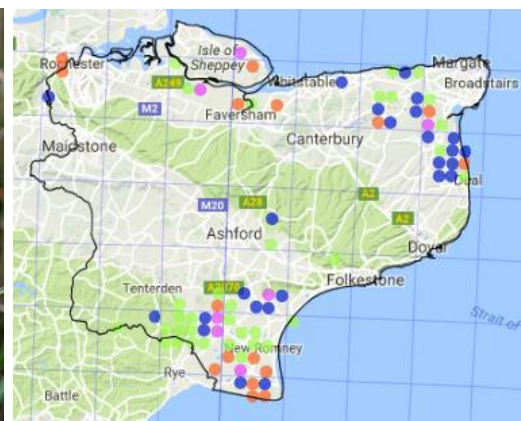 Isle of
Sheppey
Margate
Rochester
Whitstable
Broadstairs
A249
M2
Faversham
Canterbury
Maidstone
M20
A28
A2
Deal
Ashford
A2
Dover
Tenterden
A2070
Folkestone
Strait of
New Romney
Rye
Battle